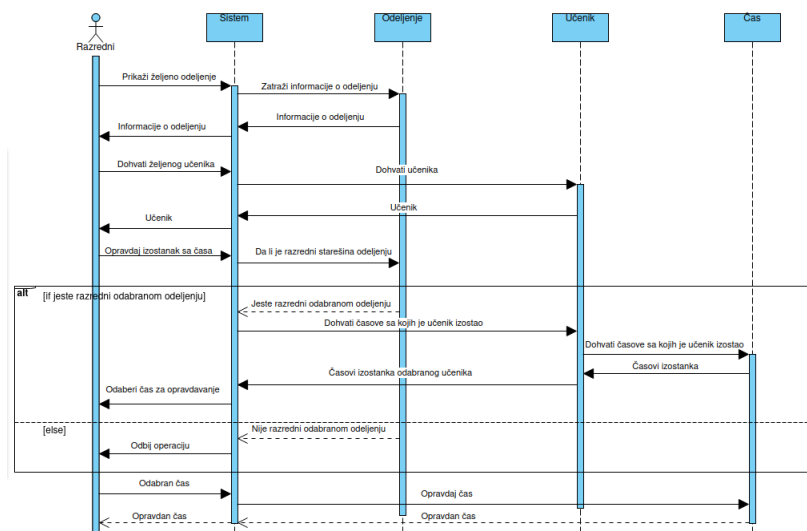 Sistem
Odeljenje
Učenik
Čas
Razredni
Prikaži željeno odeljenje
Zatraži informacije o odeljenju
Informacije o odeljenju
Informacije o odeljenju
Dohvati željenog učenika
Dohvati učenika
Učenik
Učenik
Opravdaj izostanak sa časa
Da li je razredni starešina odeljenju
alt
[if jeste razredni odabranom odeljenju]
Jeste razredni odabranom odeljenju
Dohvati časove sa kojih je učenik izostao
Dohvati časove sa kojih je učenik izostao
Časovi izostanka
Časovi izostanka odabranog učenika
Odaberi čas za opravdavanje
[else]
Nije razredni odabranom odeljenju
Odbij operaciju
Odabran čas
Opravdaj čas
Opravdan čas
Opravdan čas